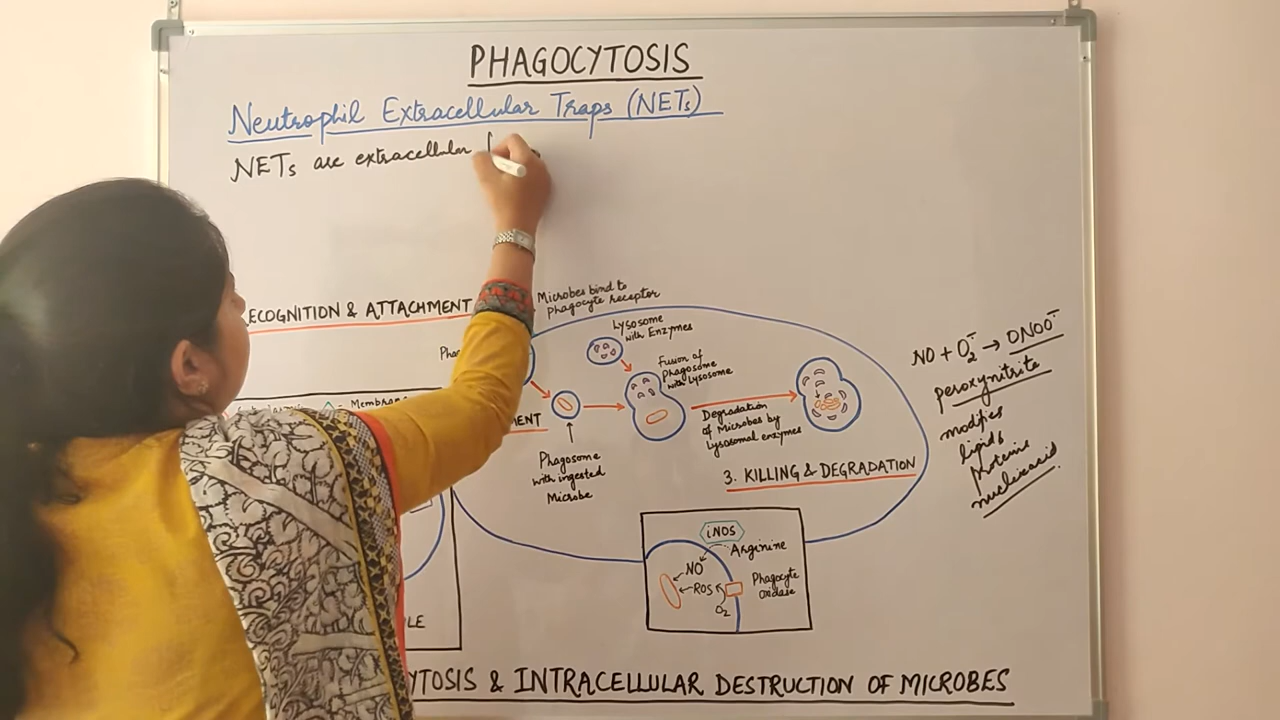 PHAGOCYTOSIS
Neutrophil Extracellular Traps (NETs)
NETs are extracellular
ECOGNITION & ATTACHMENT
Microbes bind to
phagocyte receptor
Lysosome
with Enzymes
Fusion of
phagosome
with Lysosome
MENT
Phagosome
with ingested
Microbe
Degradation
of Microbes by
Lysosomal enzymes
3. KILLING & DEGRADATION
NO + O₂⁻ → ONOO⁻
peroxynitrite
modifies
lipids
proteins
nucleic acid
iNOS
Arginine
NO
ROS
O₂
Phagocyte
oxidase
LE
YTOSIS & INTRACELLULAR DESTRUCTION OF MICROBES